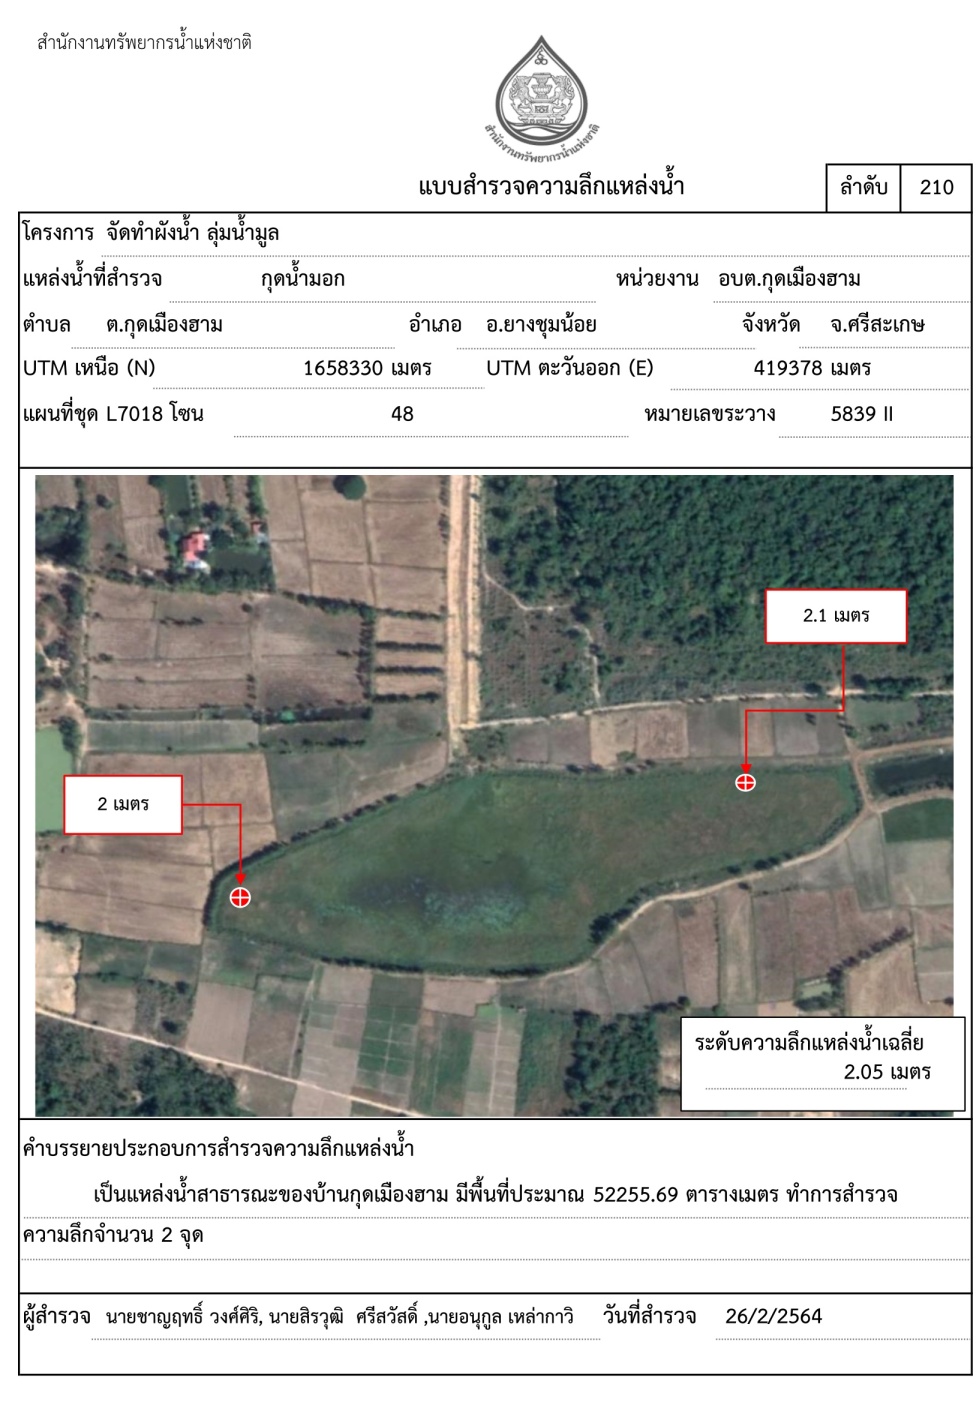 สำนักงานทรัพยากรน้ำแห่งชาติ
สำนักงานทรัพยากรน้ำแห่งชาติ
แบบสำรวจความลึกแหล่งน้ำ
ลำดับ 210
โครงการ จัดทำผังน้ำ ลุ่มน้ำมูล
แหล่งน้ำที่สำรวจ กุดน้ำมอก หน่วยงาน อบต.กุดเมืองฮาม
ตำบล ต.กุดเมืองฮาม อำเภอ อ.ยางชุมน้อย จังหวัด จ.ศรีสะเกษ
UTM เหนือ (N) 1658330 เมตร UTM ตะวันออก (E) 419378 เมตร
แผนที่ชุด L7018 โซน 48 หมายเลขระวาง 5839 II
2.1 เมตร
2 เมตร
ระดับความลึกแหล่งน้ำเฉลี่ย
2.05 เมตร
คำบรรยายประกอบการสำรวจความลึกแหล่งน้ำ
เป็นแหล่งน้ำสาธารณะของบ้านกุดเมืองฮาม มีพื้นที่ประมาณ 52255.69 ตารางเมตร ทำการสำรวจ
ความลึกจำนวน 2 จุด
ผู้สำรวจ นายชาญฤทธิ์ วงศ์ศิริ, นายสิรวุฒิ ศรีสวัสดิ์ ,นายอนุกูล เหล่ากาวิ วันที่สำรวจ 26/2/2564